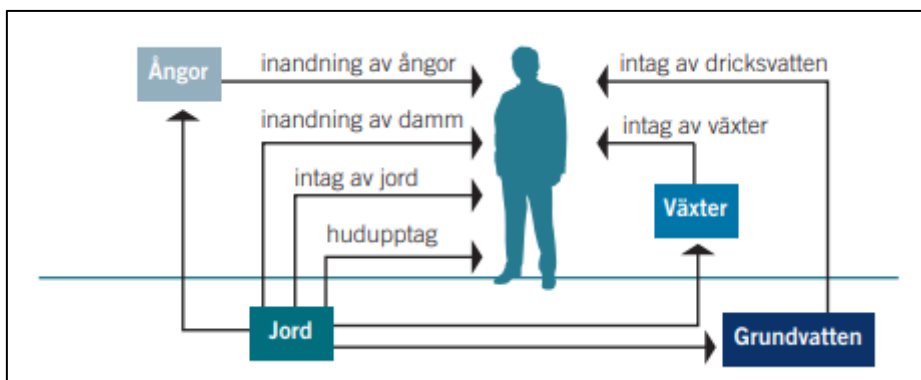 Ångor
inandning av ångor
intag av dricksvatten
inandning av damm
intag av växter
intag av jord
Växter
hudupptag
Jord
Grundvatten